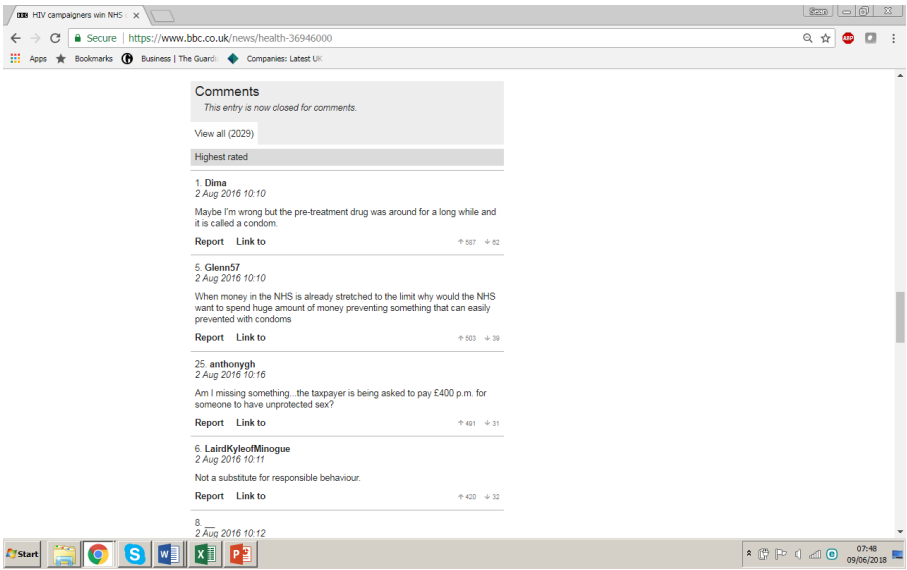 HIV campaigners win NHS
Sean
Secure | https://www.bbc.co.uk/news/health-36946000
ABP
Apps Bookmarks Business | The Guardi Companies: Latest UK
Comments
This entry is now closed for comments.
View all (2029)
Highest rated
1. Dima
2 Aug 2016 10:10
Maybe I'm wrong but the pre-treatment drug was around for a long while and
it is called a condom.
Report Link to 587 62
5. Glenn57
2 Aug 2016 10:10
When money in the NHS is already stretched to the limit why would the NHS
want to spend huge amount of money preventing something that can easily
prevented with condoms
Report Link to 503 39
25. anthonygh
2 Aug 2016 10:16
Am I missing something...the taxpayer is being asked to pay £400 p.m. for
someone to have unprotected sex?
Report Link to 491 31
6. LairdKyleofMinogue
2 Aug 2016 10:11
Not a substitute for responsible behaviour.
Report Link to 420 32
8. __
2 Aug 2016 10:12
Start
07:48
09/06/2018